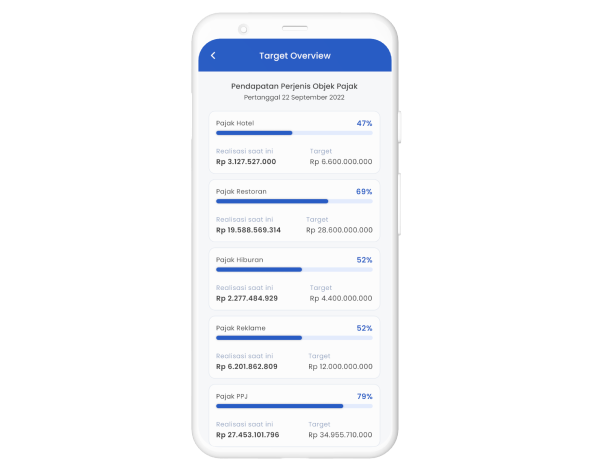 Target Overview
Pendapatan Perjenis Objek Pajak
Pertanggal 22 September 2022
Pajak Hotel 47%
Realisasi saat ini Target
Rp 3.127.527.000 Rp 6.600.000.000
Pajak Restoran 69%
Realisasi saat ini Target
Rp 19.588.569.314 Rp 28.600.000.000
Pajak Hiburan 52%
Realisasi saat ini Target
Rp 2.277.484.929 Rp 4.400.000.000
Pajak Reklame 52%
Realisasi saat ini Target
Rp 6.201.862.809 Rp 12.000.000.000
Pajak PPJ 79%
Realisasi saat ini Target
Rp 27.453.101.796 Rp 34.955.710.000